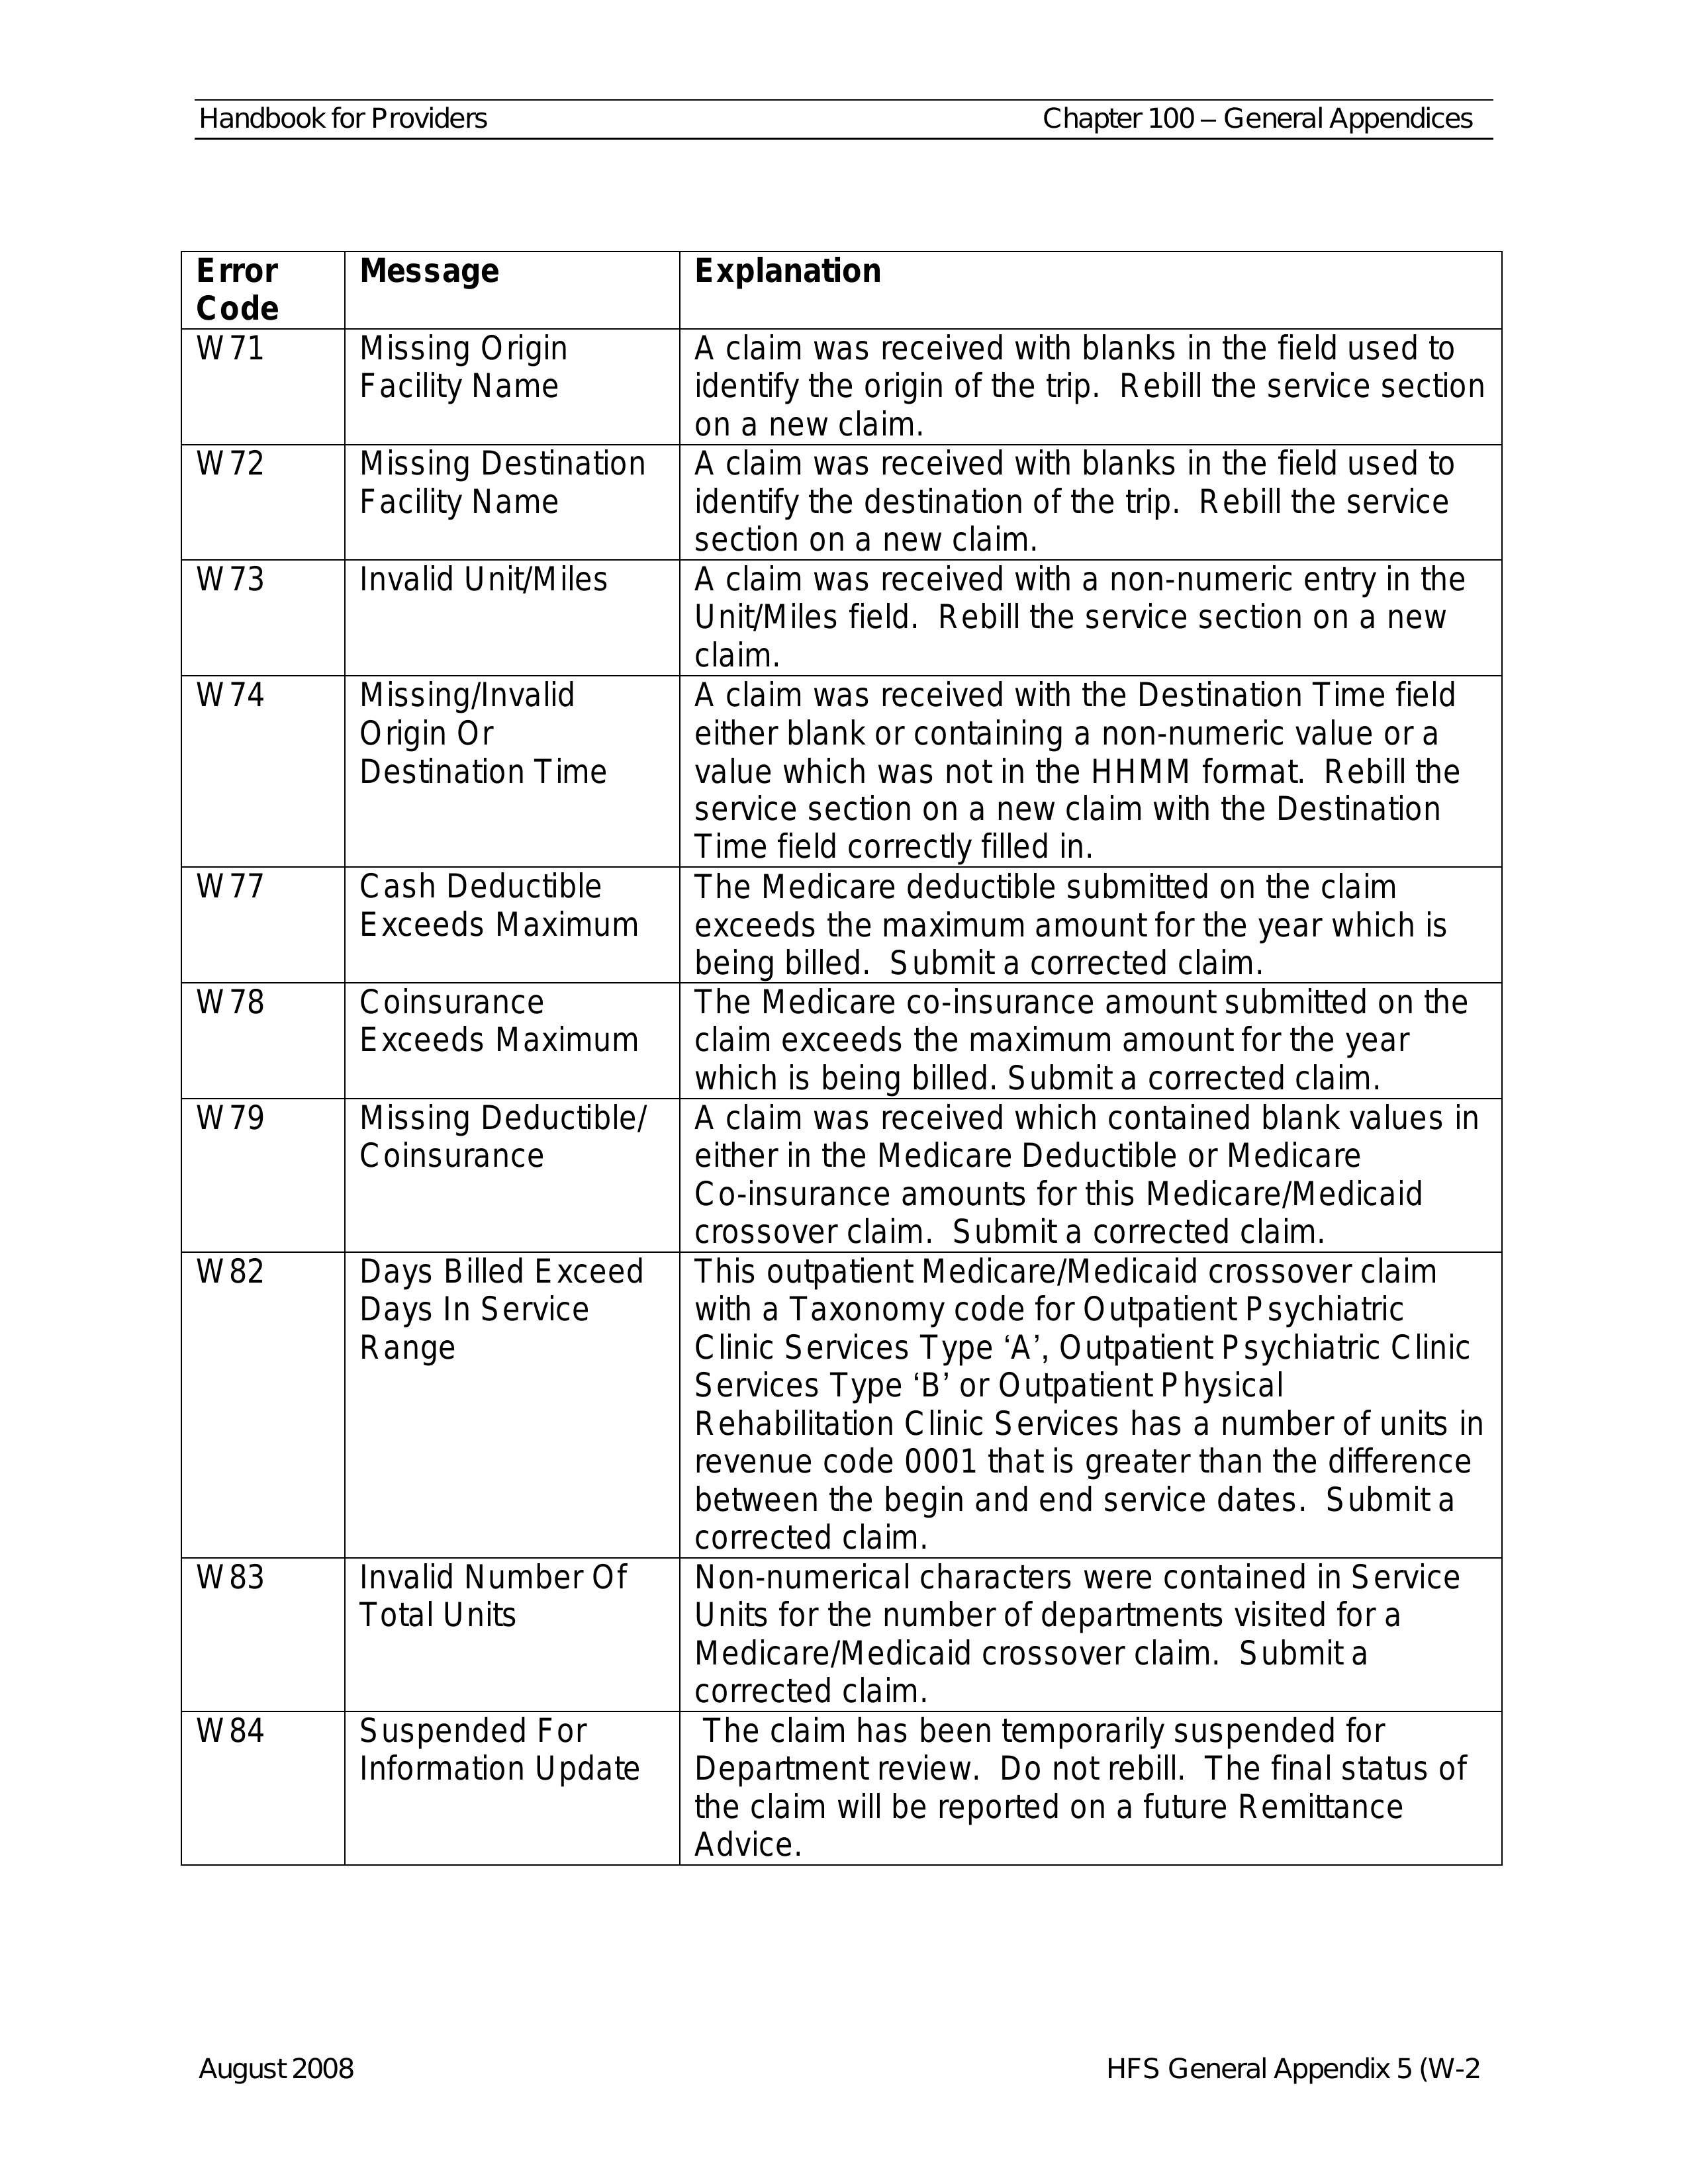 Handbook for Providers Chapter 100 – General Appendices
Error Code Message Explanation
W71 Missing Origin Facility Name A claim was received with blanks in the field used to
identify the origin of the trip.  Rebill the service section
on a new claim.
W72 Missing Destination Facility Name A claim was received with blanks in the field used to
identify the destination of the trip.  Rebill the service
section on a new claim.
W73 Invalid Unit/Miles A claim was received with a non-numeric entry in the
Unit/Miles field.  Rebill the service section on a new
claim.
W74 Missing/Invalid Origin Or Destination Time A claim was received with the Destination Time field
either blank or containing a non-numeric value or a
value which was not in the HHMM format.  Rebill the
service section on a new claim with the Destination
Time field correctly filled in.
W77 Cash Deductible Exceeds Maximum The Medicare deductible submitted on the claim
exceeds the maximum amount for the year which is
being billed.  Submit a corrected claim.
W78 Coinsurance Exceeds Maximum The Medicare co-insurance amount submitted on the
claim exceeds the maximum amount for the year
which is being billed. Submit a corrected claim.
W79 Missing Deductible/ Coinsurance A claim was received which contained blank values in
either in the Medicare Deductible or Medicare
Co-insurance amounts for this Medicare/Medicaid
crossover claim.  Submit a corrected claim.
W82 Days Billed Exceed Days In Service Range This outpatient Medicare/Medicaid crossover claim
with a Taxonomy code for Outpatient Psychiatric
Clinic Services Type ‘A’, Outpatient Psychiatric Clinic
Services Type ‘B’ or Outpatient Physical
Rehabilitation Clinic Services has a number of units in
revenue code 0001 that is greater than the difference
between the begin and end service dates.  Submit a
corrected claim.
W83 Invalid Number Of Total Units Non-numerical characters were contained in Service
Units for the number of departments visited for a
Medicare/Medicaid crossover claim.  Submit a
corrected claim.
W84 Suspended For Information Update The claim has been temporarily suspended for
Department review.  Do not rebill.  The final status of
the claim will be reported on a future Remittance
Advice.
August 2008 HFS General Appendix 5 (W-2